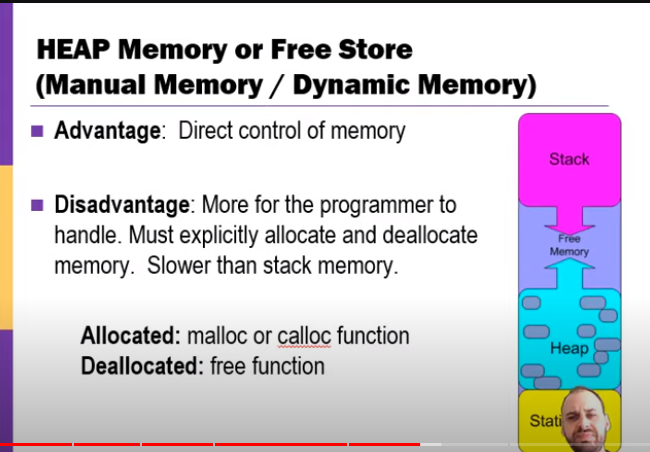 HEAP Memory or Free Store
(Manual Memory / Dynamic Memory)
Advantage: Direct control of memory
Disadvantage: More for the programmer to
handle. Must explicitly allocate and deallocate
memory. Slower than stack memory.
Allocated: malloc or calloc function
Deallocated: free function
Stack
Free
Memory
Heap